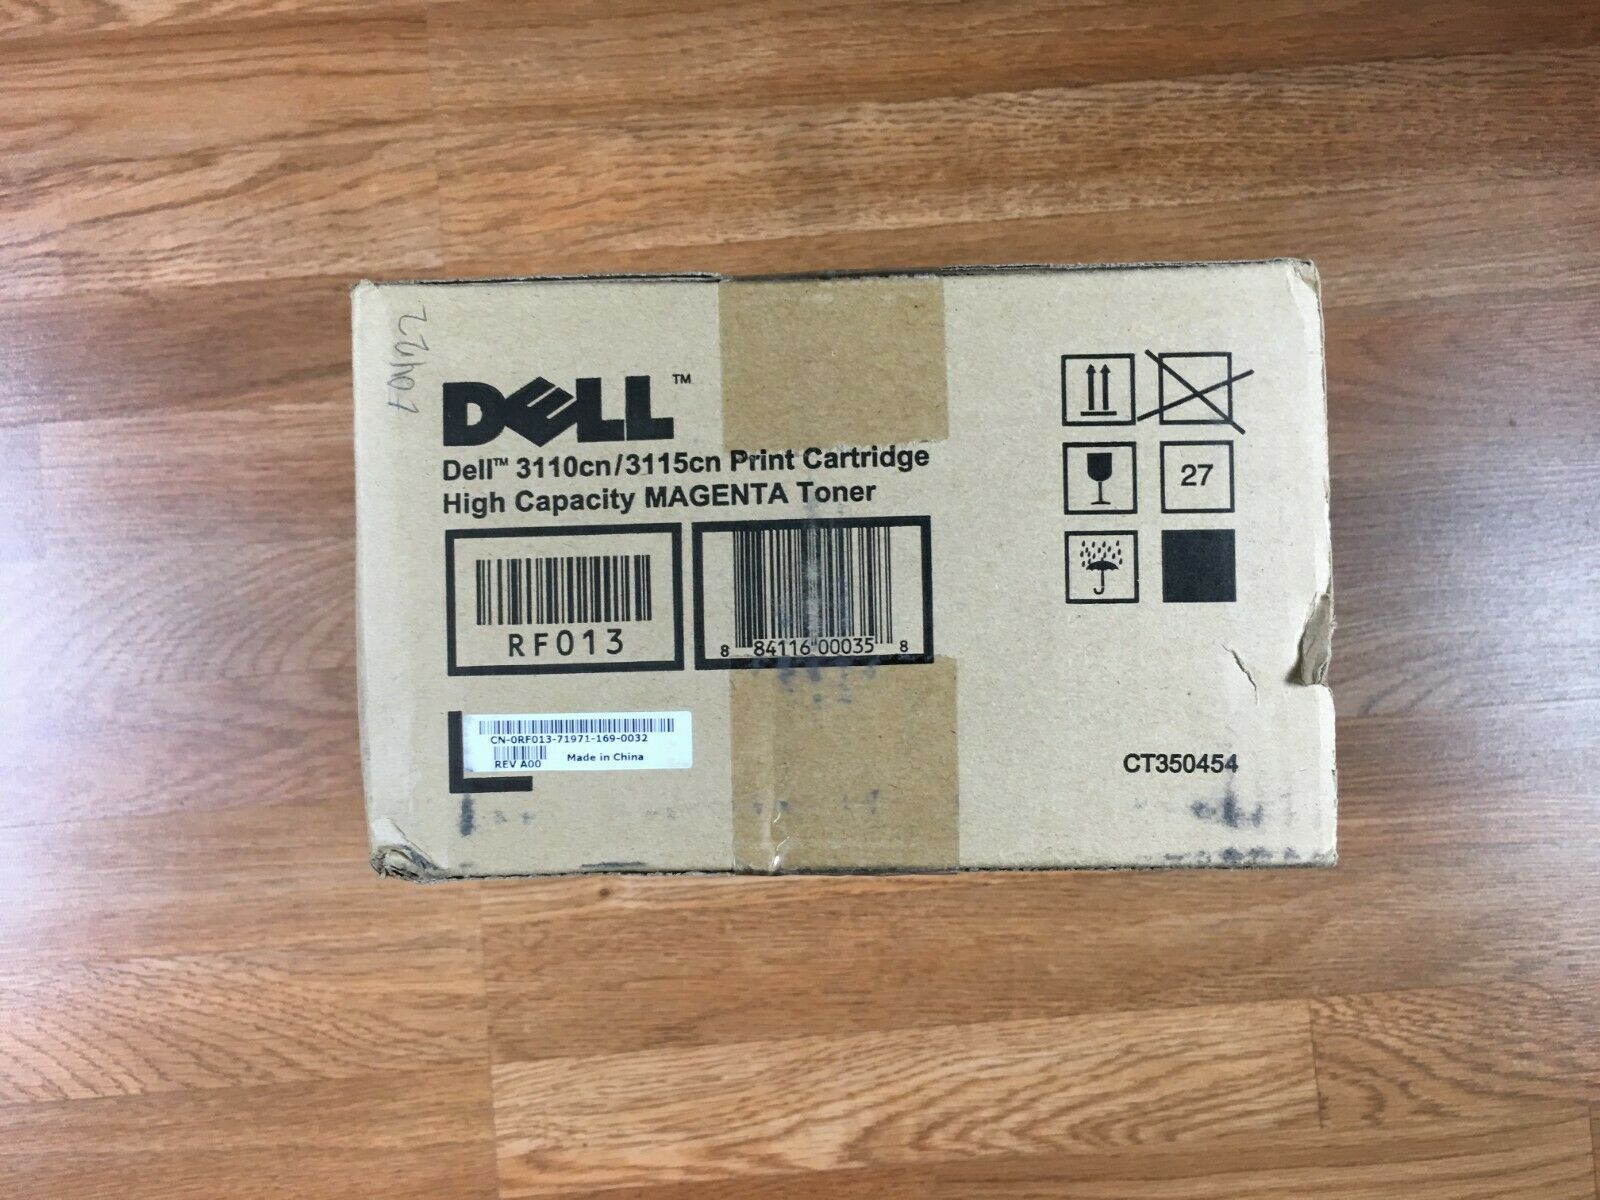 DELL™
Dell™ 3110cn/3115cn Print Cartridge
High Capacity MAGENTA Toner
27
RF013
8 84116 00035 8
CN-0RF013-71971-169-0032
REV A00 Made in China
CT350454